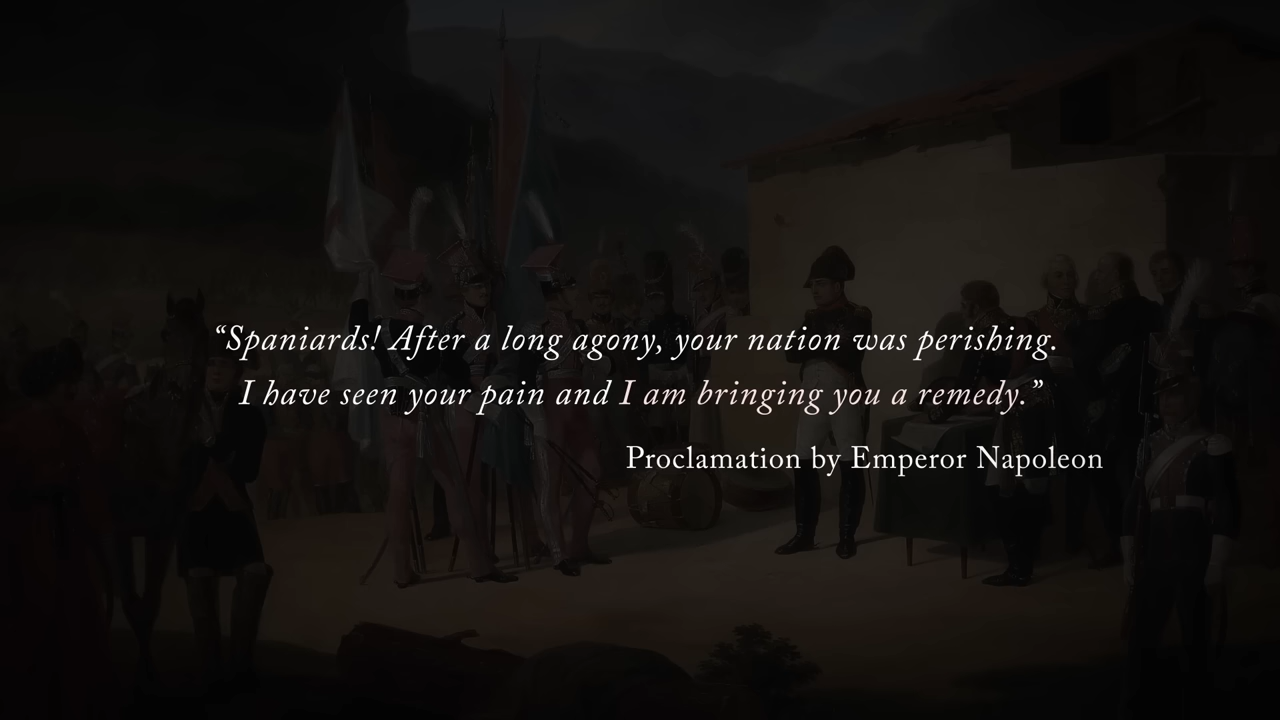 “Spaniards! After a long agony, your nation was perishing.
I have seen your pain and I am bringing you a remedy.”
Proclamation by Emperor Napoleon